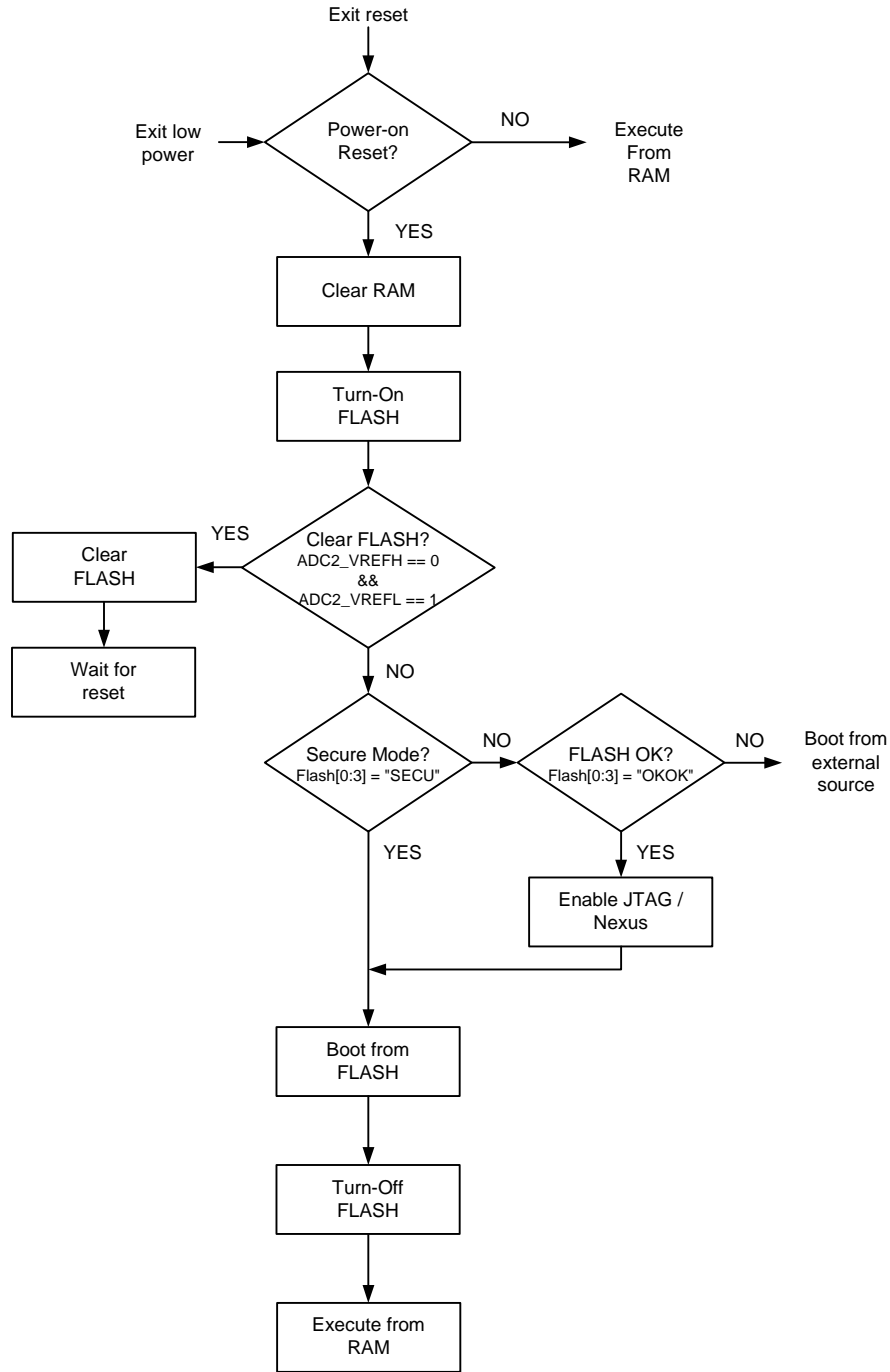 Exit reset
Exit low
power
Power-on
Reset?
NO
Execute
From
RAM
YES
Clear RAM
Turn-On
FLASH
YES
Clear FLASH?
ADC2_VREFH == 0
&&
ADC2_VREFL == 1
Clear
FLASH
Wait for
reset
NO
Secure Mode?
Flash[0:3] = "SECU"
NO
FLASH OK?
Flash[0:3] = "OKOK"
NO
Boot from
external
source
YES
YES
Enable JTAG /
Nexus
Boot from
FLASH
Turn-Off
FLASH
Execute from
RAM